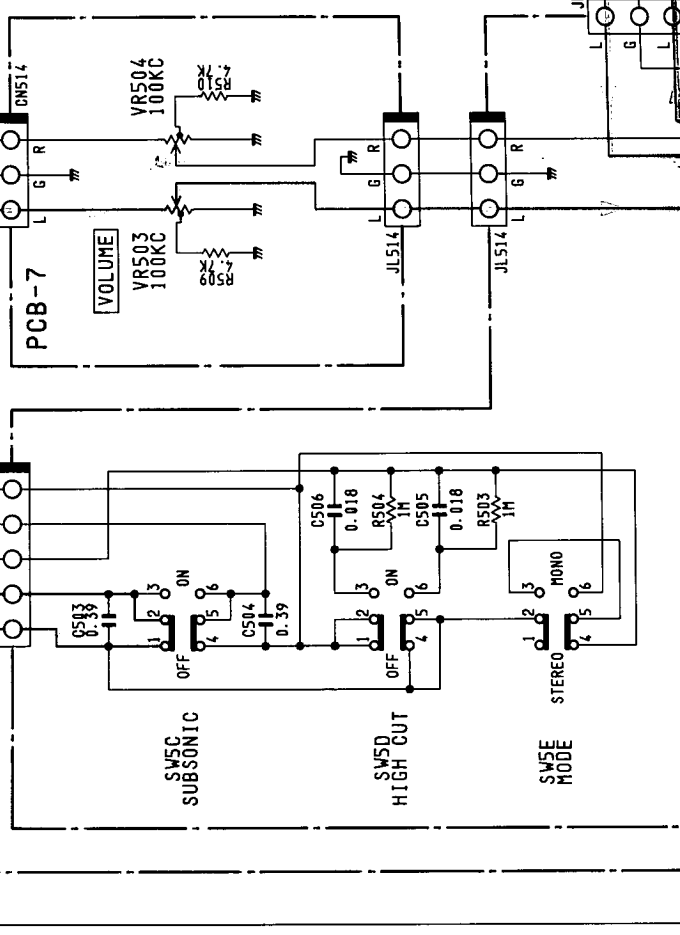 J
L
G
L
CN514
R
G
L
VR504
100KC
R510
4.7K
VOLUME
VR503
100KC
R509
4.7K
PCB-7
R
G
L
JL514
R
G
L
JL514
C503
0.39
3
ON
6
2
5
1
OFF
4
C504
0.39
SW5C
SUBSONIC
C506
0.018
R504
1M
C505
0.018
R503
1M
3
ON
6
2
5
1
OFF
4
SW5D
HIGH CUT
3
MONO
6
2
5
1
STEREO
4
SW5E
MODE